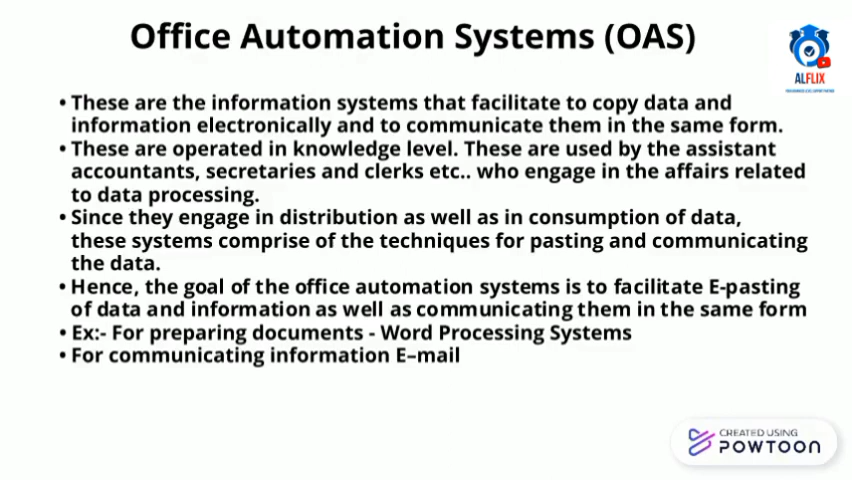 Office Automation Systems (OAS)
ALFLIX
• These are the information systems that facilitate to copy data and
information electronically and to communicate them in the same form.
• These are operated in knowledge level. These are used by the assistant
accountants, secretaries and clerks etc.. who engage in the affairs related
to data processing.
• Since they engage in distribution as well as in consumption of data,
these systems comprise of the techniques for pasting and communicating
the data.
• Hence, the goal of the office automation systems is to facilitate E-pasting
of data and information as well as communicating them in the same form
• Ex:- For preparing documents - Word Processing Systems
• For communicating information E–mail
CREATED USING
POWTOON